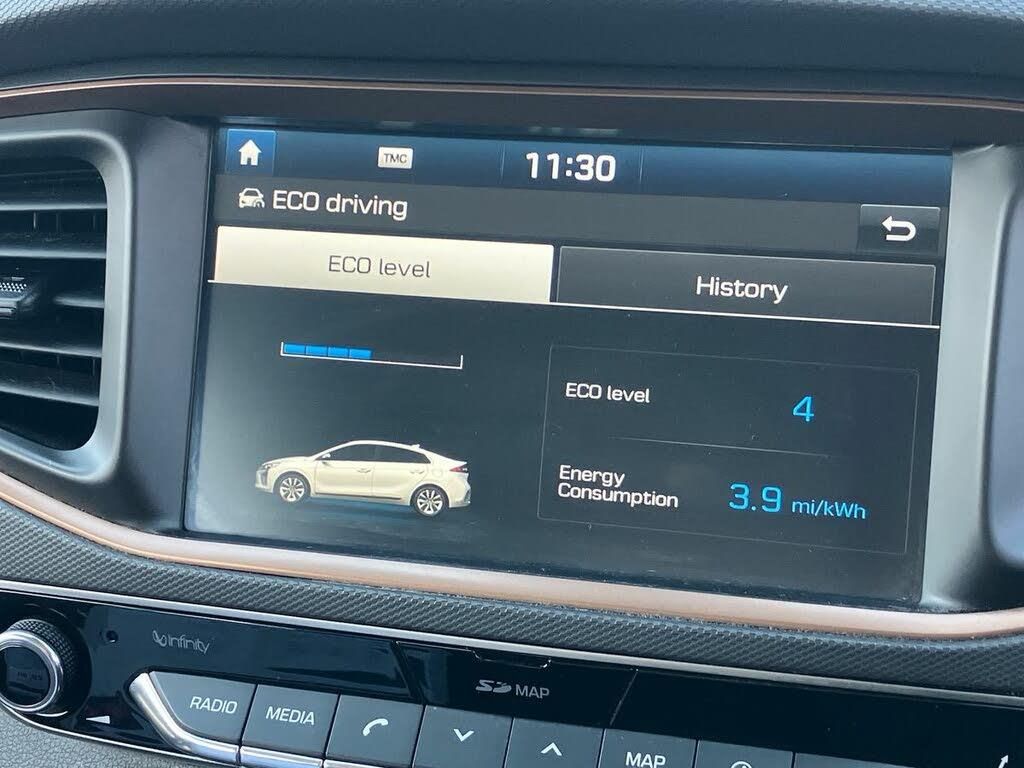 TMC
11:30
ECO driving
ECO level
History
ECO level 4
Energy
Consumption
3.9 mi/kWh
infinity
SD MAP
RADIO
MEDIA
MAP